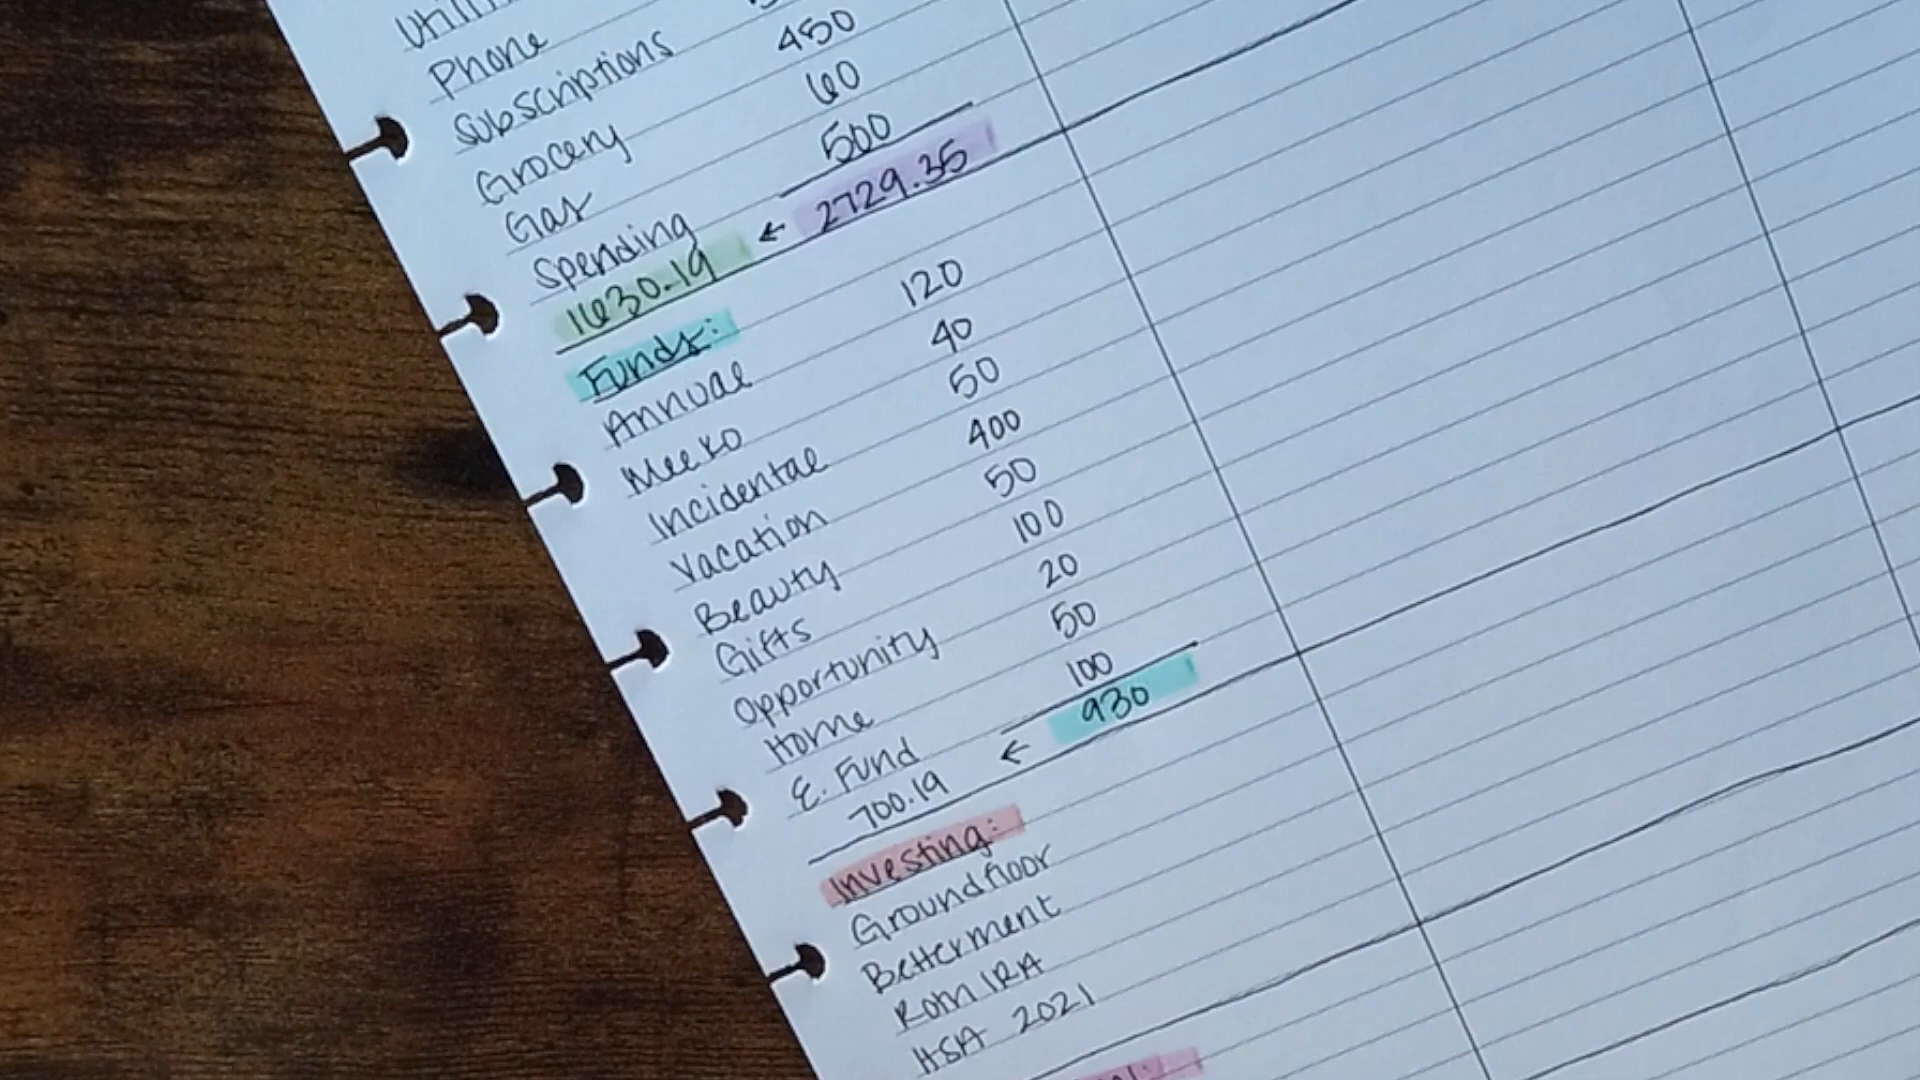 Phone
Subscriptions
Grocery 450
Gas 60
Spending 500
1630.19 ← 2729.35
Funds:
Annual 120
Meeko 40
Incidental 50
Vacation 400
Beauty 50
Gifts 100
Opportunity 20
Home 50
E. Fund 100
700.19 ← 930
Investing:
Groundfloor
Betterment
Roth IRA
HSA 2021